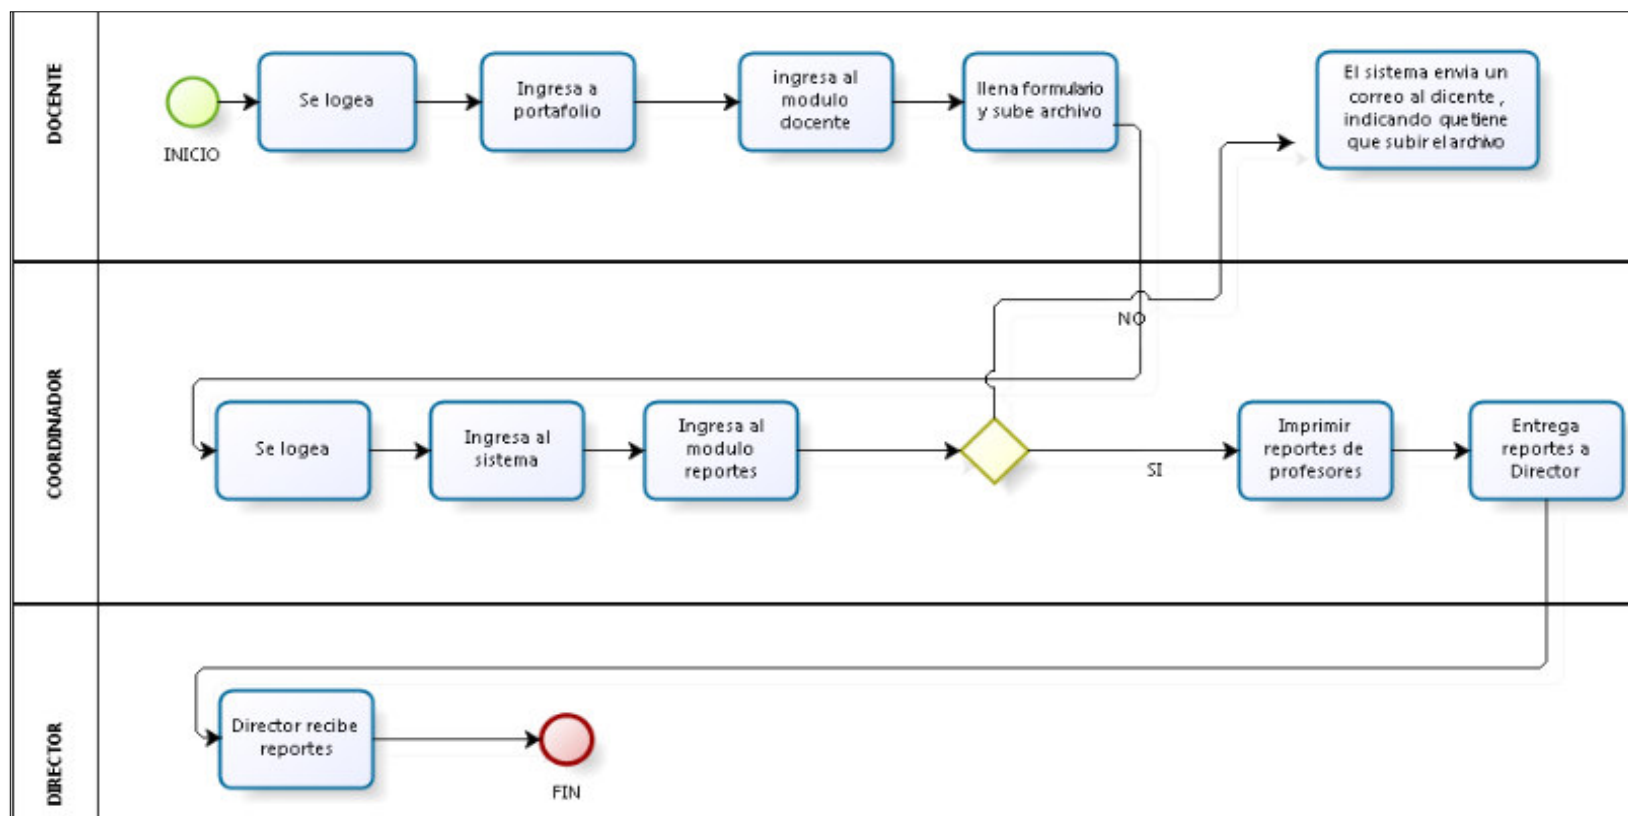 DOCENTE
INICIO
Se logea
Ingresa a
portafolio
ingresa al
modulo
docente
llena formulario
y sube archivo
El sistema envia un
correo al dicente ,
indicando que tiene
que subir el archivo
COORDINADOR
NO
Se logea
Ingresa al
sistema
Ingresa al
modulo
reportes
SI
Imprimir
reportes de
profesores
Entrega
reportes a
Director
DIRECTOR
Director recibe
reportes
FIN